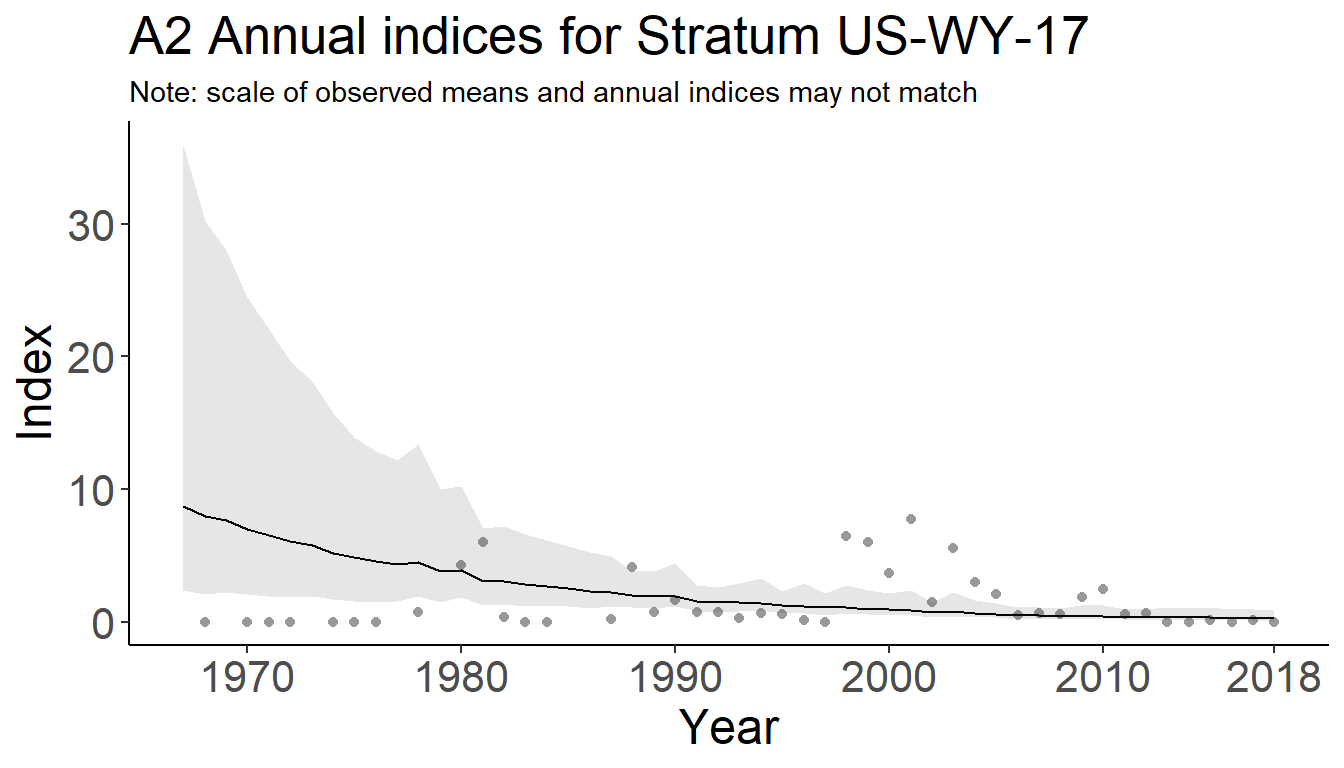 A2 Annual indices for Stratum US-WY-17
Note: scale of observed means and annual indices may not match
30
20
10
0
Index
1970 1980 1990 2000 2010 2018
Year